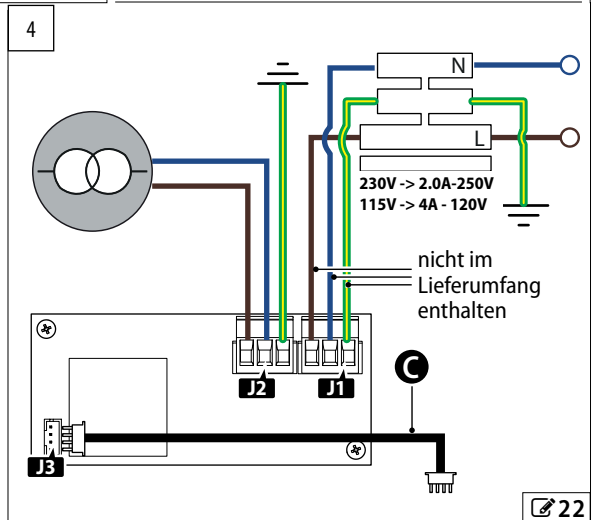 4
N
L
230V -> 2.0A-250V
115V -> 4A - 120V
nicht im
Lieferumfang
enthalten
J2
J1
C
J3
22